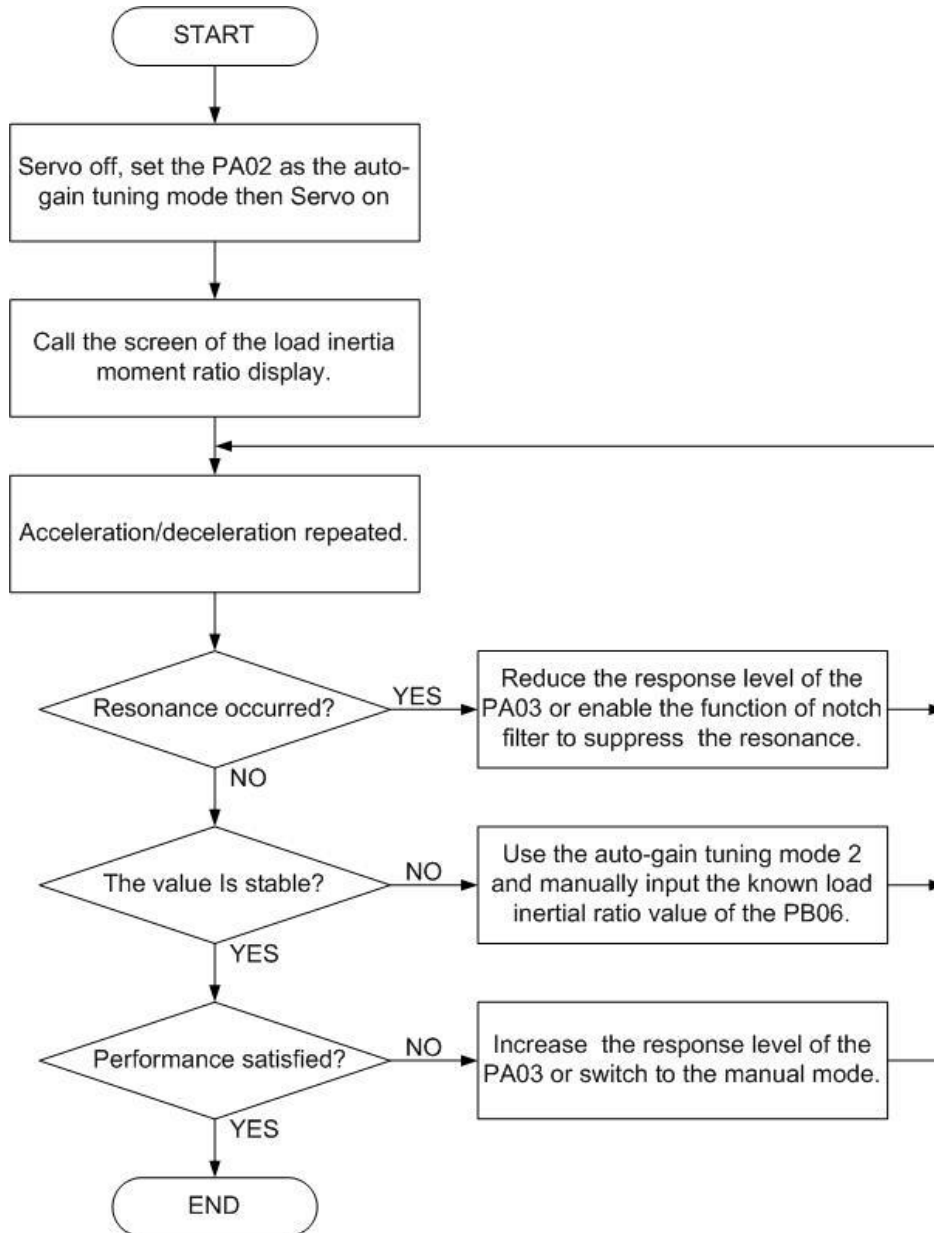 START
Servo off, set the PA02 as the auto-
gain tuning mode then Servo on
Call the screen of the load inertia
moment ratio display.
Acceleration/deceleration repeated.
Resonance occurred?
YES
Reduce the response level of the
PA03 or enable the function of notch
filter to suppress  the resonance.
NO
The value Is stable?
NO
Use the auto-gain tuning mode 2
and manually input the known load
inertial ratio value of the PB06.
YES
Performance satisfied?
NO
Increase  the response level of the
PA03 or switch to the manual mode.
YES
END